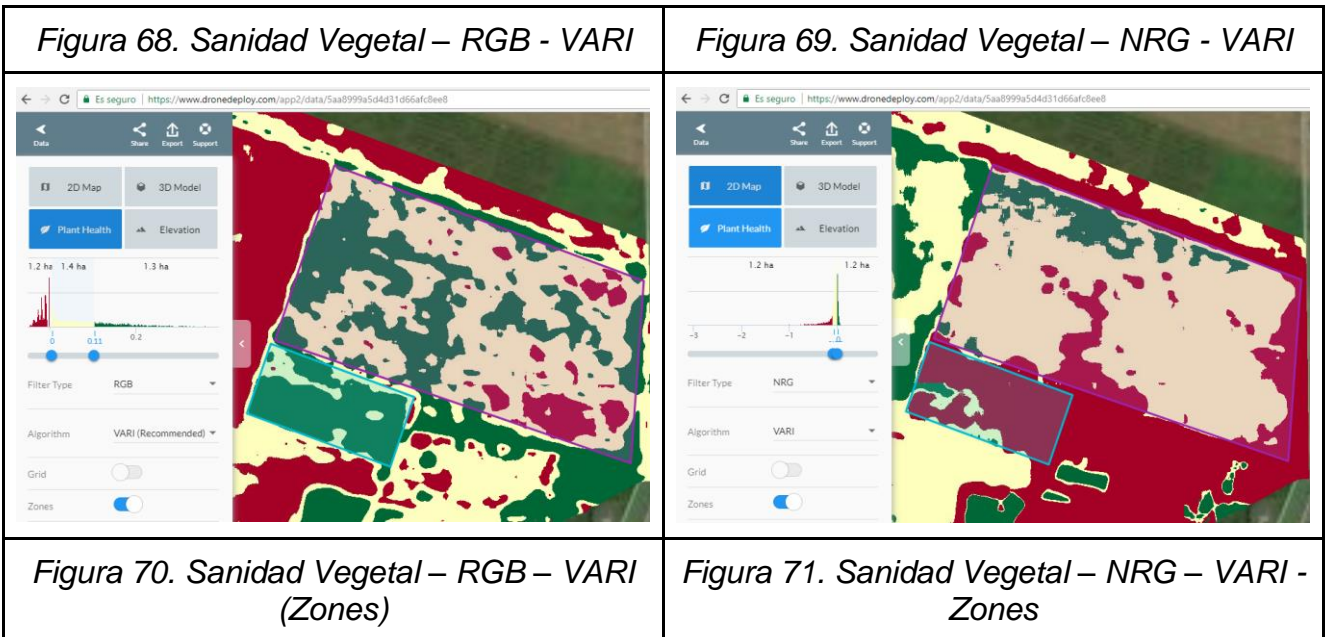 Figura 68. Sanidad Vegetal – RGB - VARI
Figura 69. Sanidad Vegetal – NRG - VARI
Es seguro | https://www.dronedeploy.com/app2/data/5aa8999a5d4d31d66afc8ee8
Data Share Export Support
2D Map 3D Model
Plant Health Elevation
1.2 ha 1.4 ha 1.3 ha
0 0.11 0.2
Filter Type RGB
Algorithm VARI (Recommended)
Grid
Zones
Es seguro | https://www.dronedeploy.com/app2/data/5aa8999a5d4d31d66afc8ee8
Data Share Export Support
2D Map 3D Model
Plant Health Elevation
1.2 ha 1.2 ha
-3 -2 -1
Filter Type NRG
Algorithm VARI
Grid
Zones
Figura 70. Sanidad Vegetal – RGB – VARI
(Zones)
Figura 71. Sanidad Vegetal – NRG – VARI -
Zones